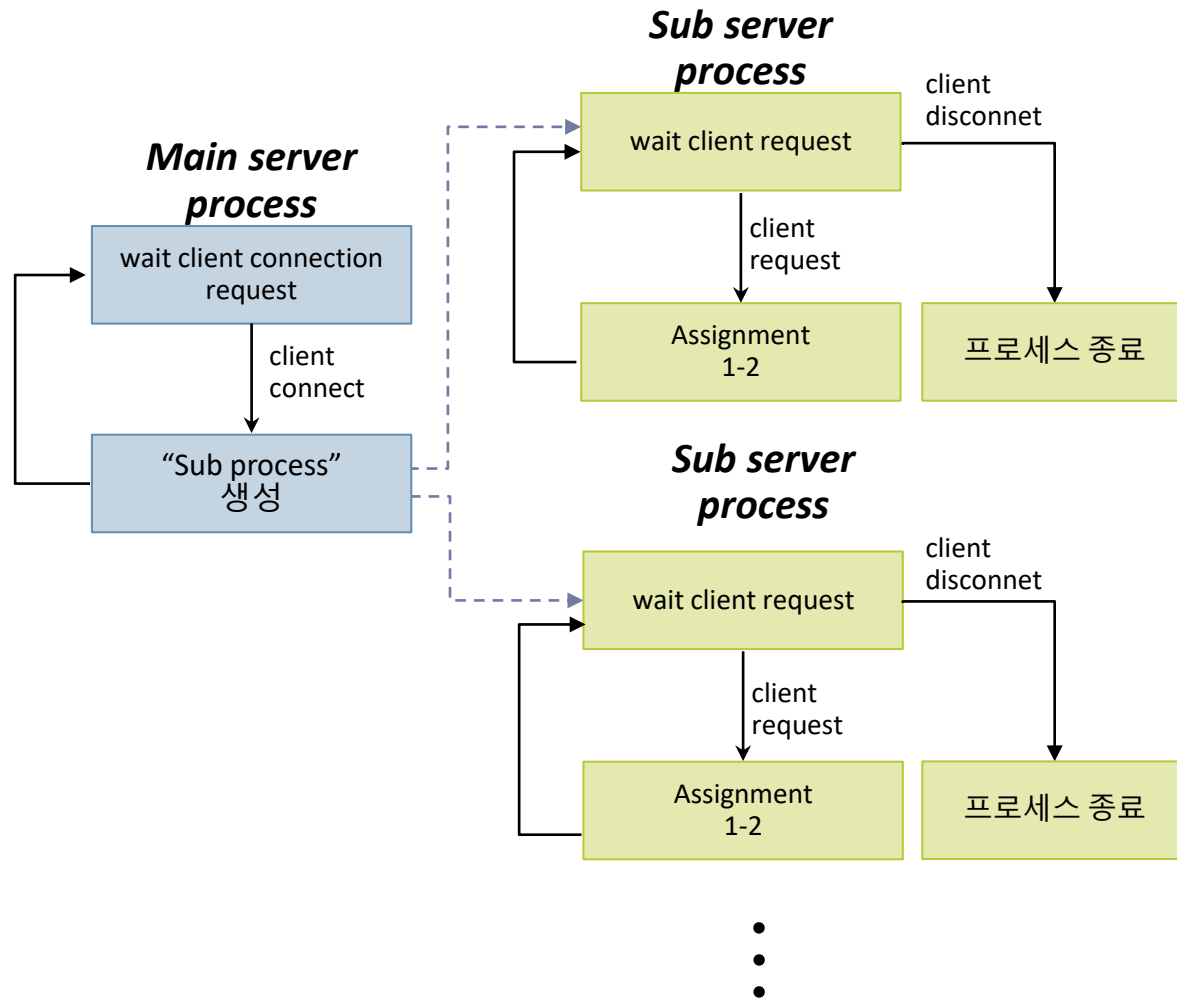 Main server
process
wait client connection
request
client
connect
“Sub process”
생성
Sub server
process
wait client request
client
disconnet
client
request
Assignment
1-2
프로세스 종료
Sub server
process
wait client request
client
disconnet
client
request
Assignment
1-2
프로세스 종료